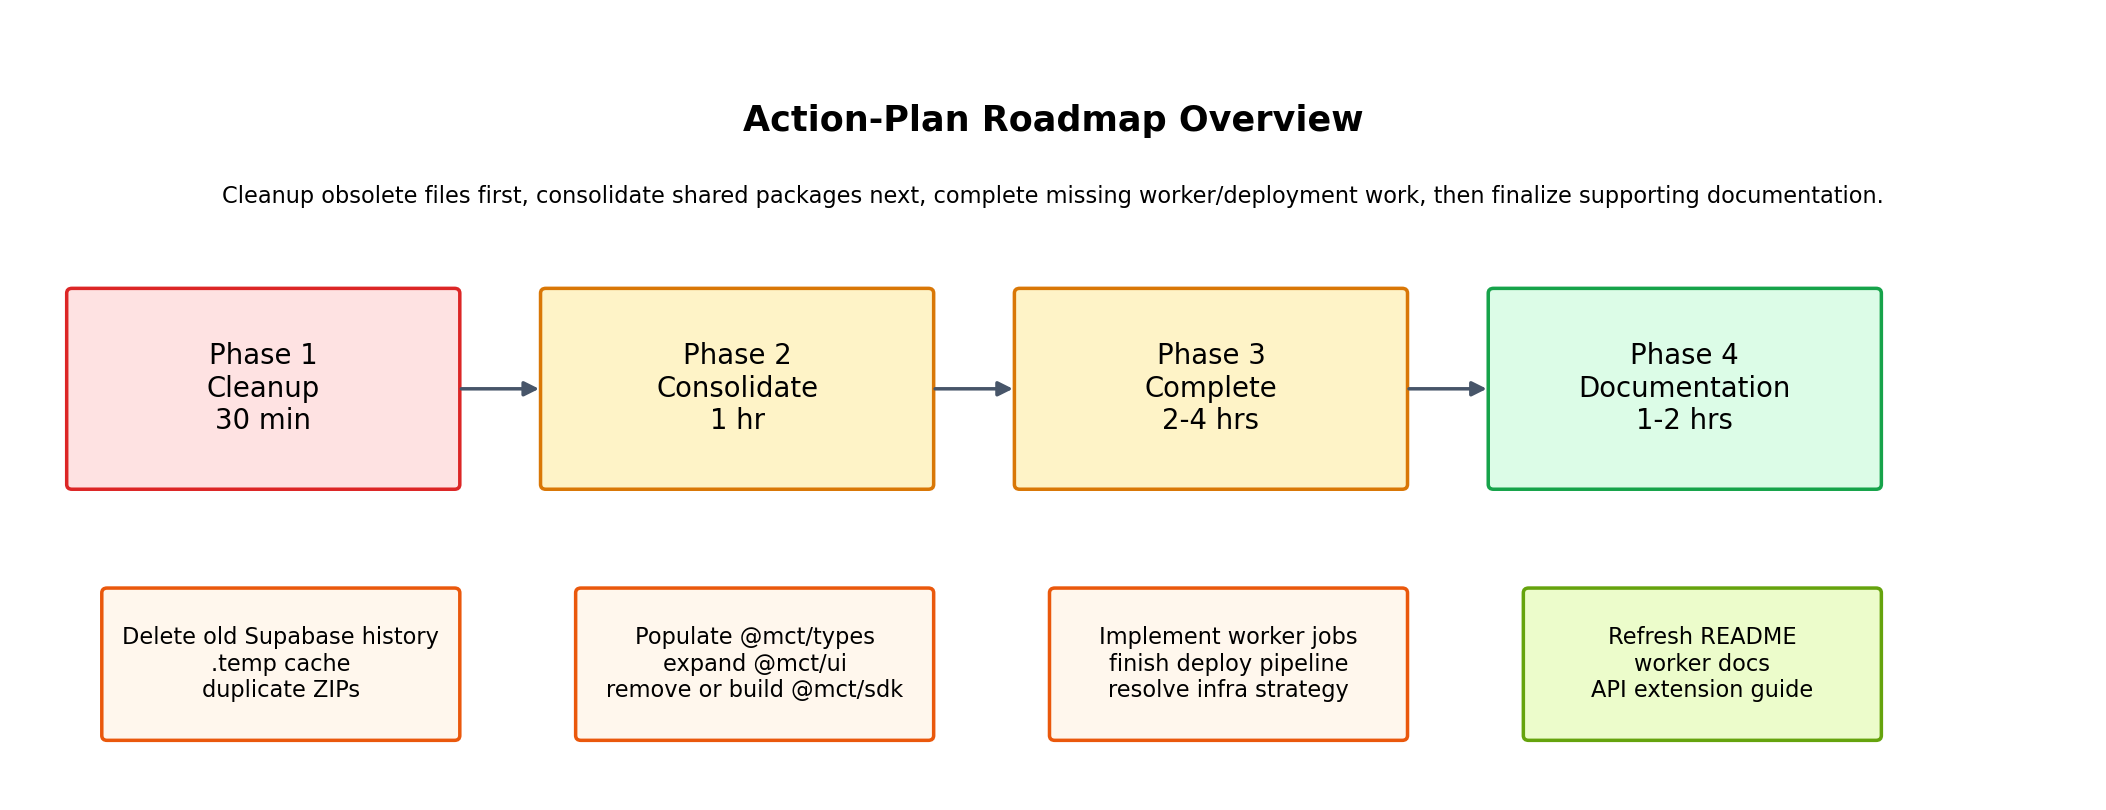 Action-Plan Roadmap Overview
Cleanup obsolete files first, consolidate shared packages next, complete missing worker/deployment work, then finalize supporting documentation.
Phase 1
Cleanup
30 min
Phase 2
Consolidate
1 hr
Phase 3
Complete
2-4 hrs
Phase 4
Documentation
1-2 hrs
Delete old Supabase history
.temp cache
duplicate ZIPs
Populate @mct/types
expand @mct/ui
remove or build @mct/sdk
Implement worker jobs
finish deploy pipeline
resolve infra strategy
Refresh README
worker docs
API extension guide